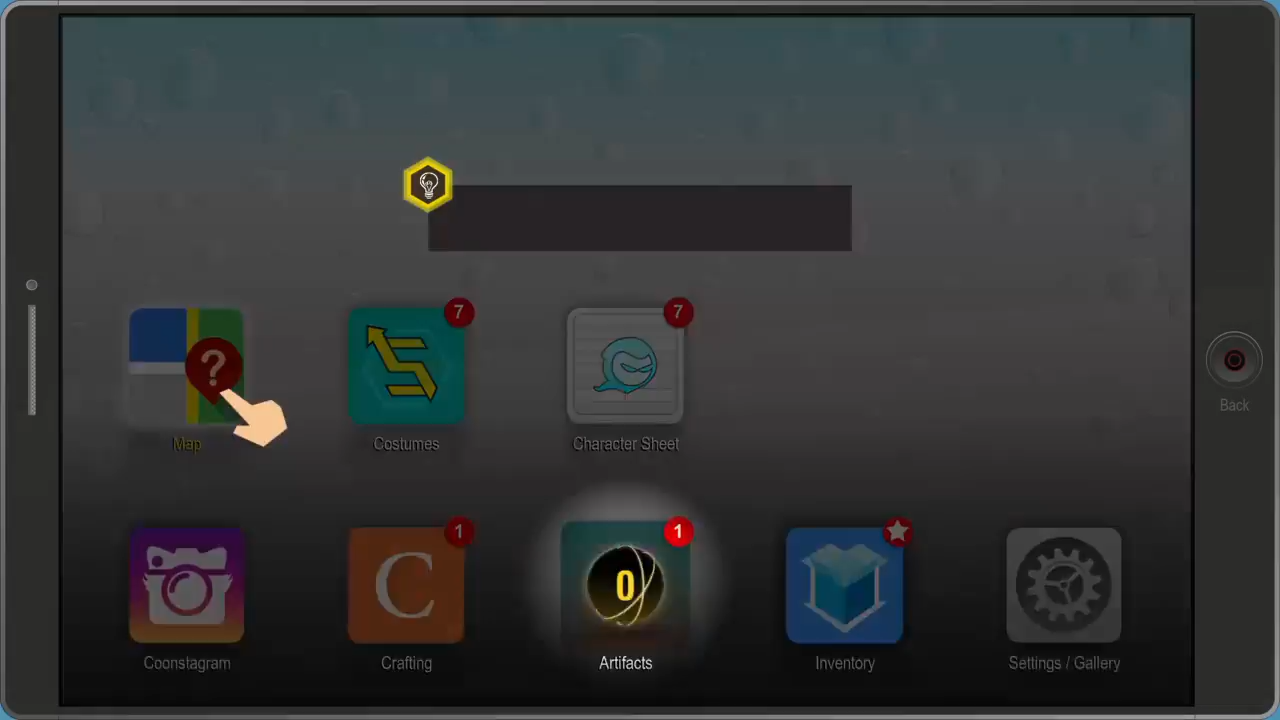 7
7
?
Map
Costumes
Character Sheet
1
1
C
0
Coonstagram
Crafting
Artifacts
Inventory
Settings / Gallery
Back